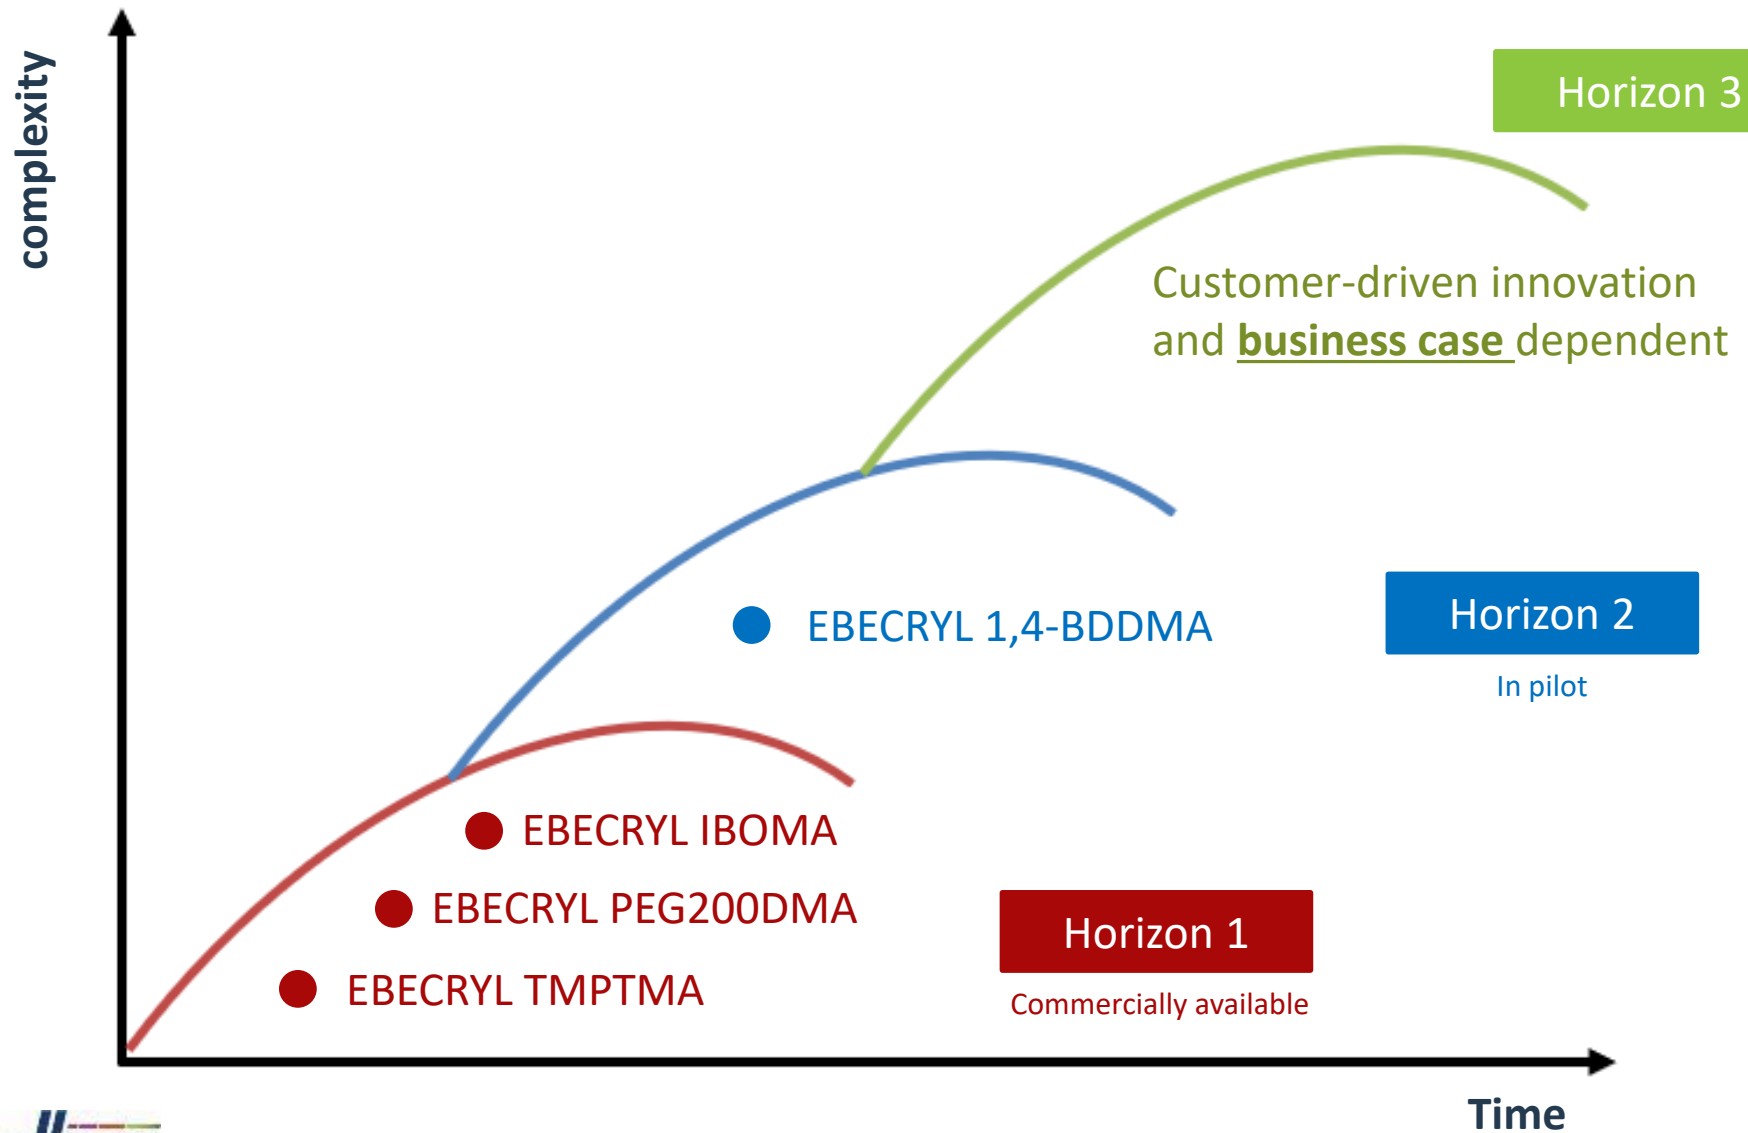 complexity
Horizon 3
Customer-driven innovation
and business case dependent
EBECRYL 1,4-BDDMA
Horizon 2
In pilot
EBECRYL IBOMA
EBECRYL PEG200DMA
Horizon 1
EBECRYL TMPTMA
Commercially available
Time